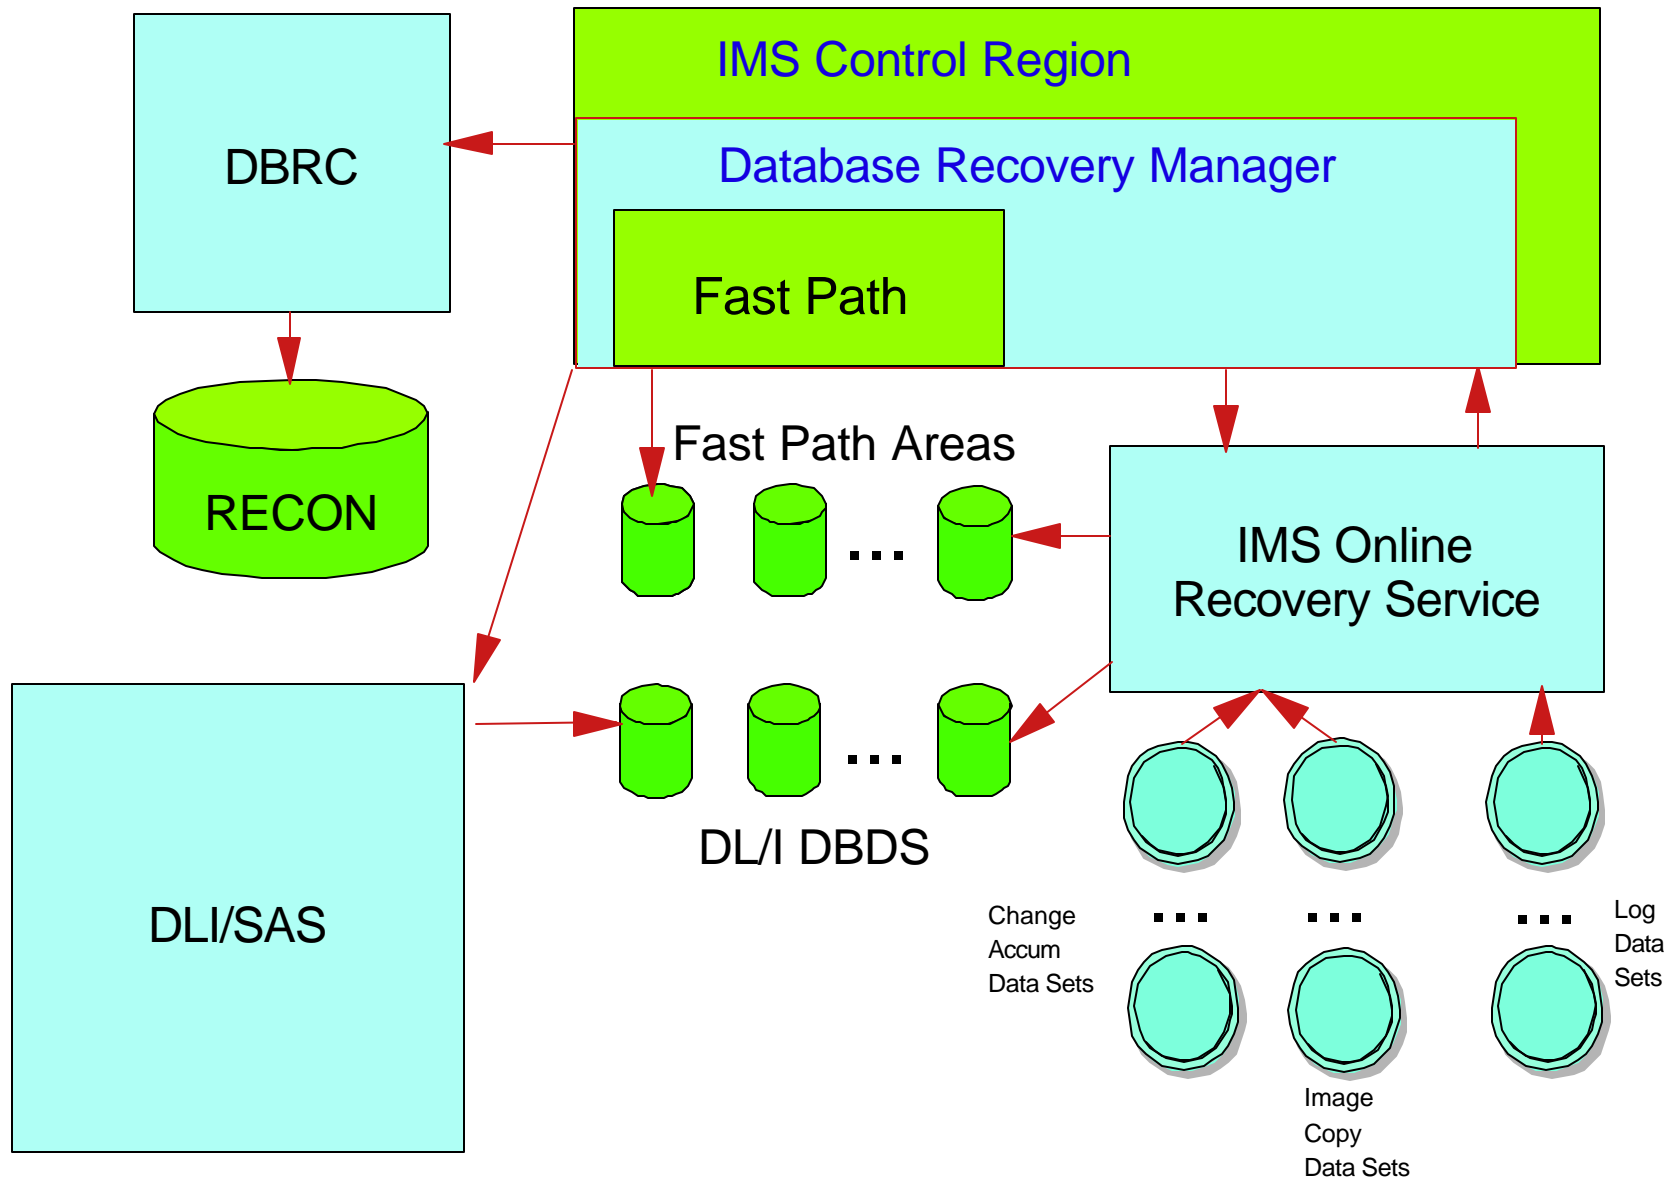 IMS Control Region
DBRC
Database Recovery Manager
Fast Path
RECON
Fast Path Areas
IMS Online
Recovery Service
DL/I DBDS
DLI/SAS
Change
Accum
Data Sets
Log
Data
Sets
Image
Copy
Data Sets